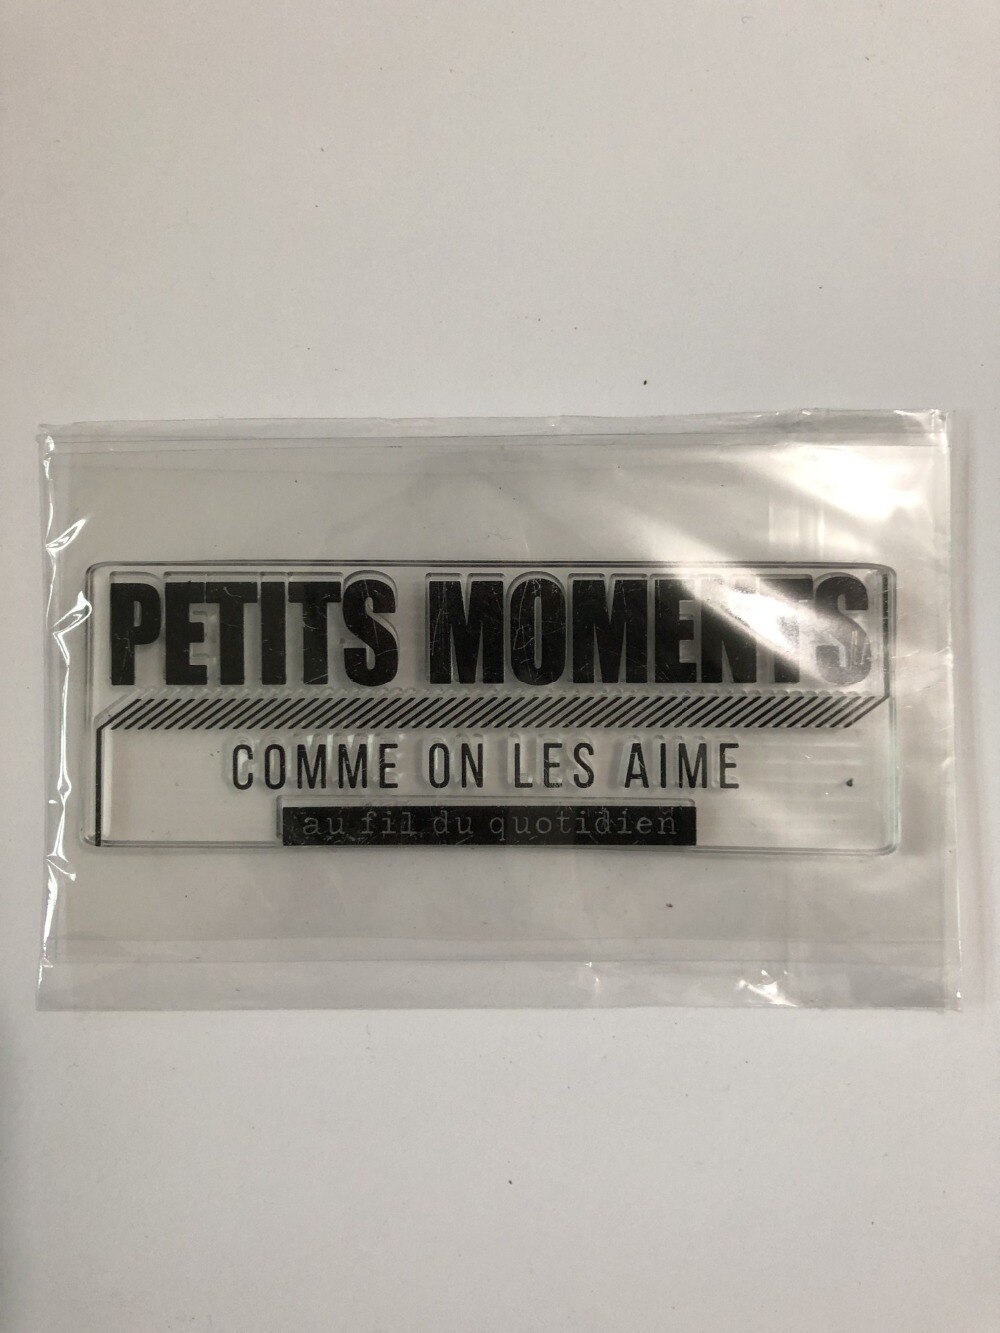 PETITS MOMENTS
COMME ON LES AIME
au fil du quotidien